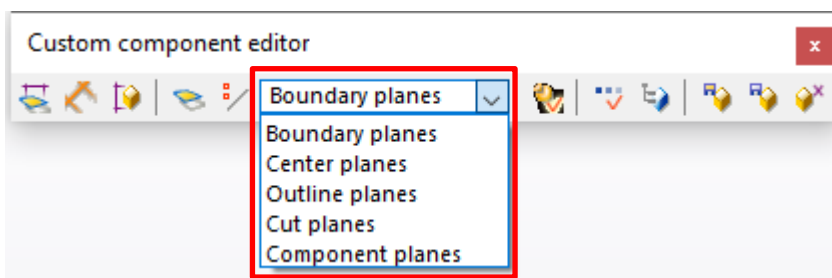 Custom component editor
x
Boundary planes
Boundary planes
Center planes
Outline planes
Cut planes
Component planes